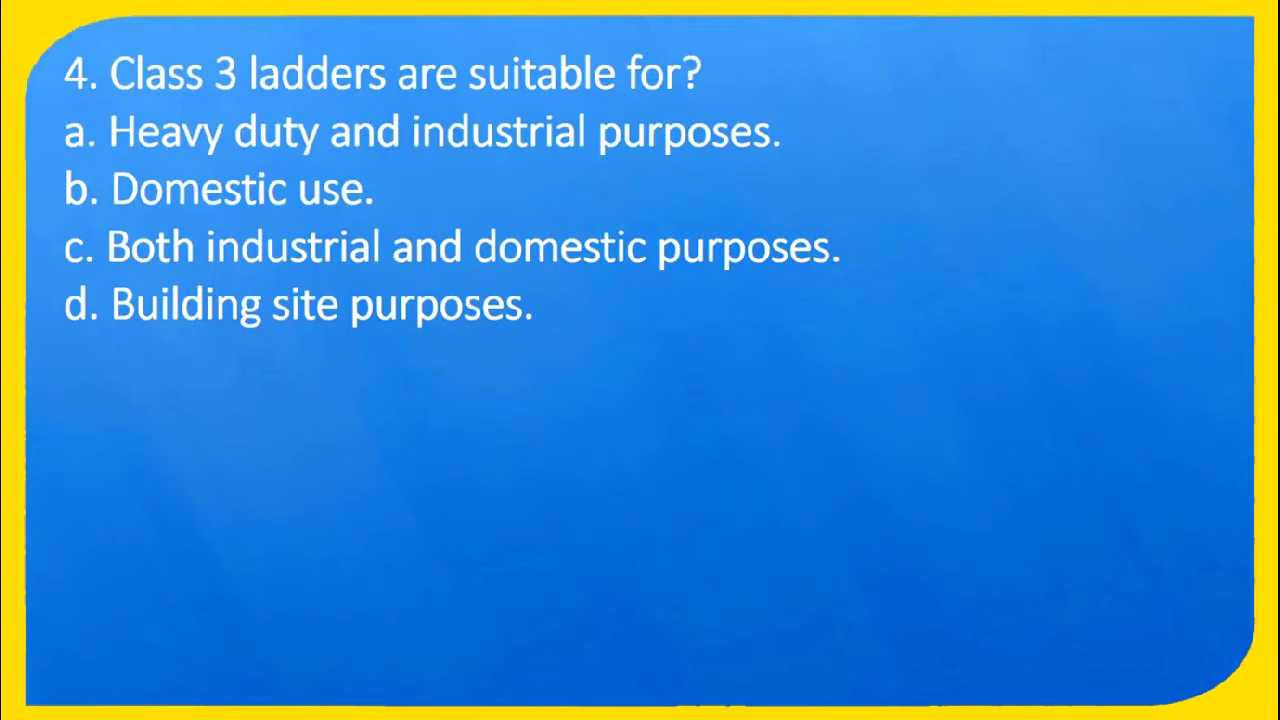 4. Class 3 ladders are suitable for?
a. Heavy duty and industrial purposes.
b. Domestic use.
c. Both industrial and domestic purposes.
d. Building site purposes.